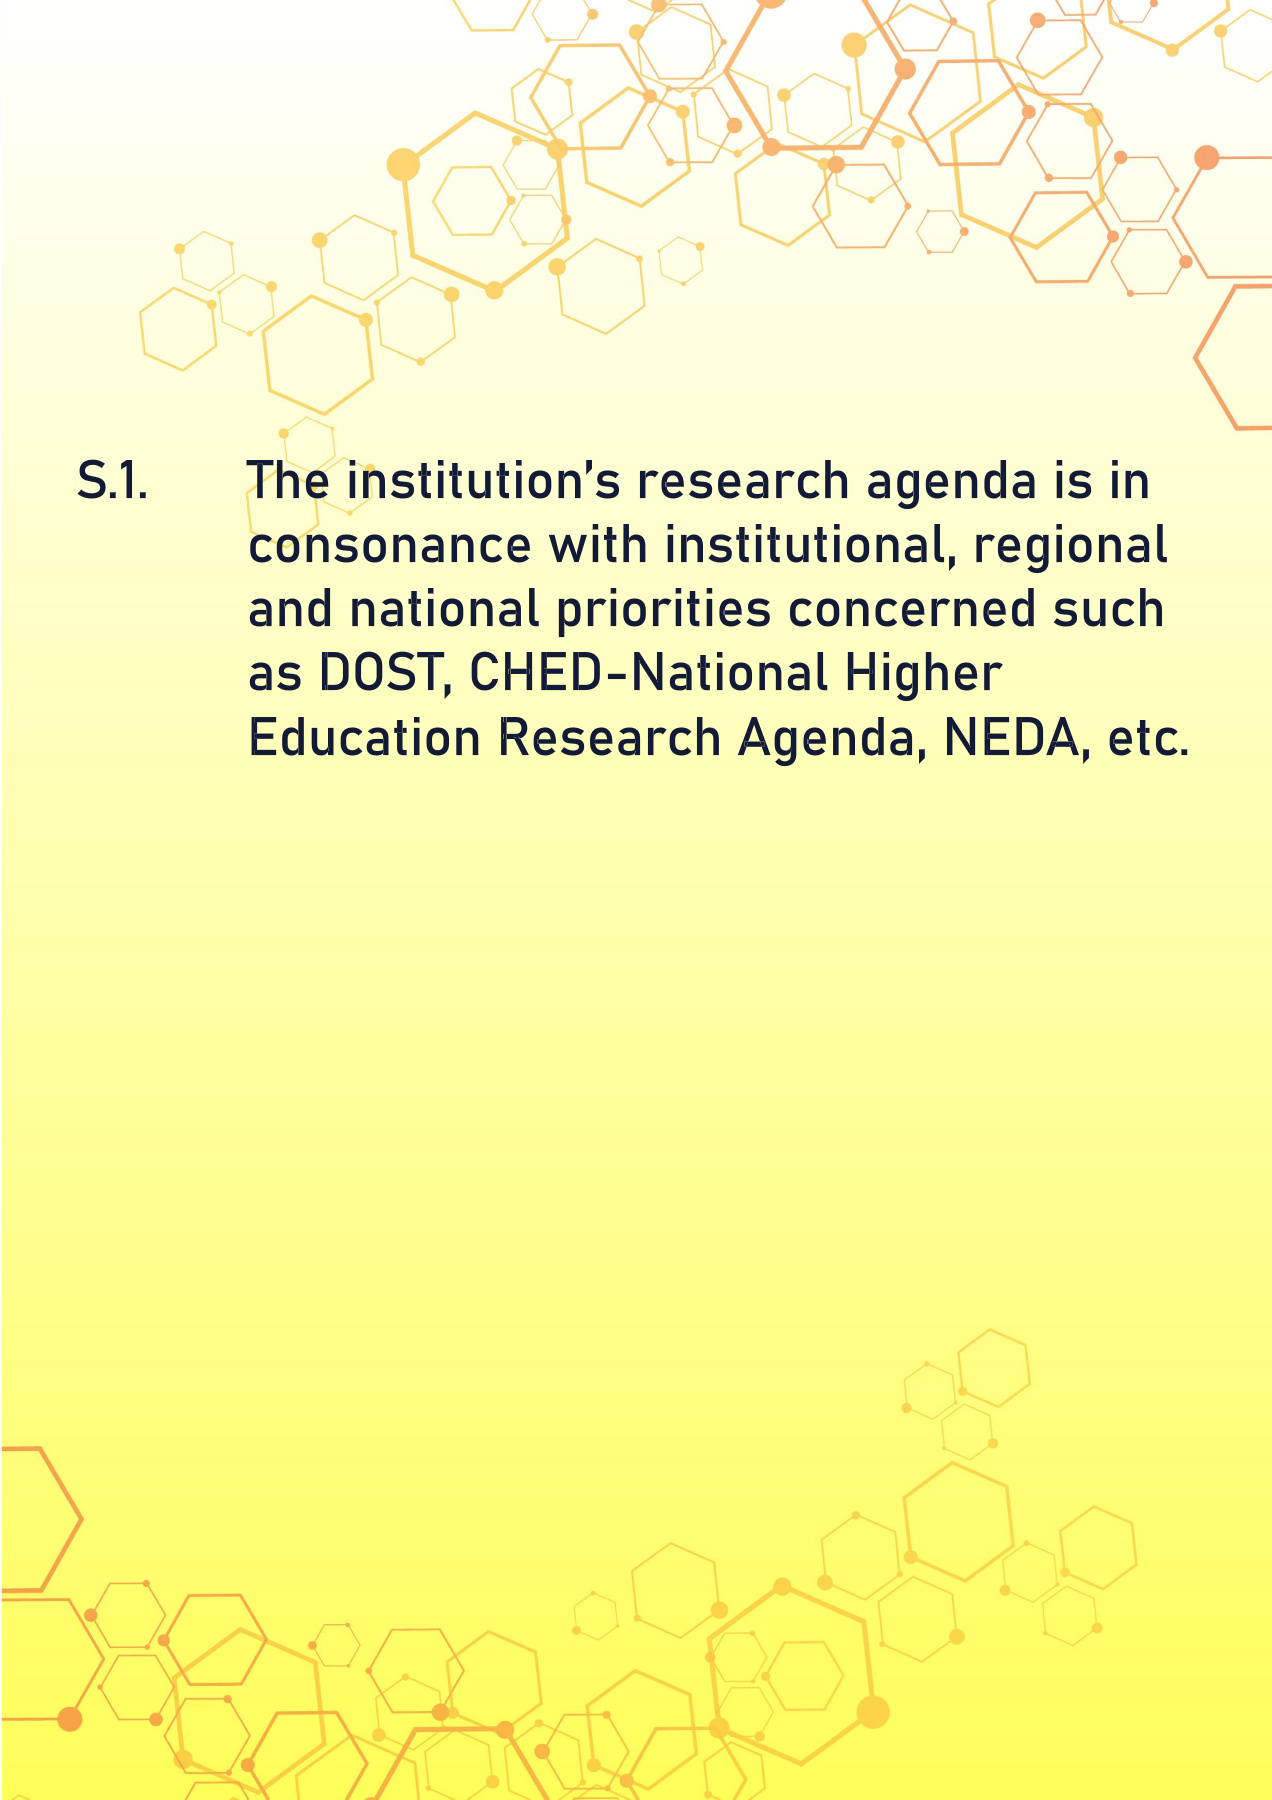 S.1. The institution's research agenda is in
consonance with institutional, regional
and national priorities concerned such
as DOST, CHED-National Higher
Education Research Agenda, NEDA, etc.